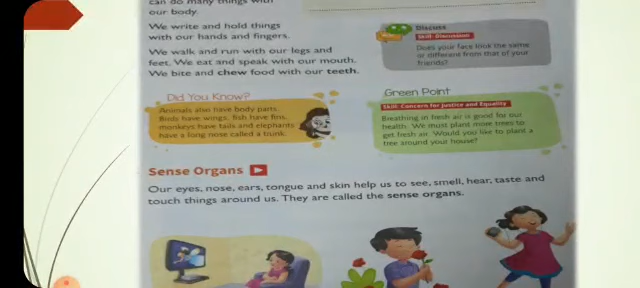 can do many things with
our body.
We write and hold things
with our hands and fingers.
We walk and run with our legs and
feet. We eat and speak with our mouth.
We bite and chew food with our teeth.
Discuss
Skill: Discussion
Does your face look the same
or different from that of your
friends?
Did You Know?
Animals also have body parts.
Birds have wings, fish have fins,
monkeys have tails and elephants
have a long nose called a trunk.
Green Point
Skill: Concern for Justice and Equality
Breathing in fresh air is good for our
health. We must plant more trees to
get fresh air. Would you like to plant a
tree around your house?
Sense Organs
Our eyes, nose, ears, tongue and skin help us to see, smell, hear, taste and
touch things around us. They are called the sense organs.